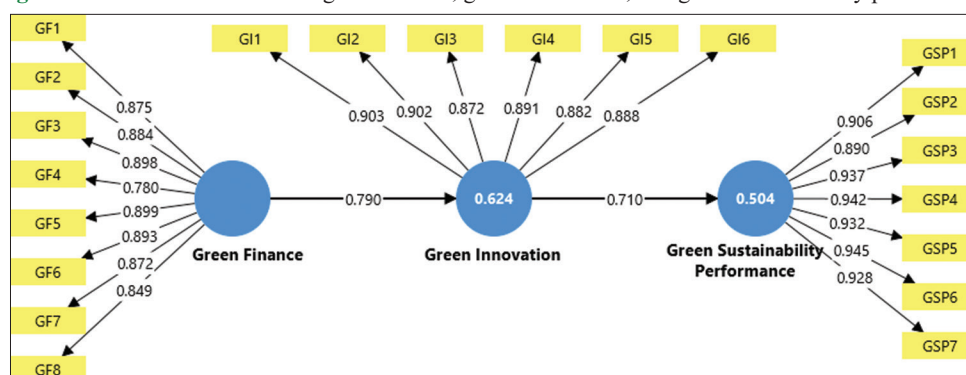 GF1
GF2
GF3
GF4
GF5
GF6
GF7
GF8
0.875
0.884
0.898
0.780
0.899
0.893
0.872
0.849
Green Finance
0.790
GI1
GI2
GI3
GI4
GI5
GI6
0.903
0.902
0.872
0.891
0.882
0.888
0.624
Green Innovation
0.710
0.504
Green Sustainability
Performance
0.906
0.890
0.937
0.942
0.932
0.945
0.928
GSP1
GSP2
GSP3
GSP4
GSP5
GSP6
GSP7